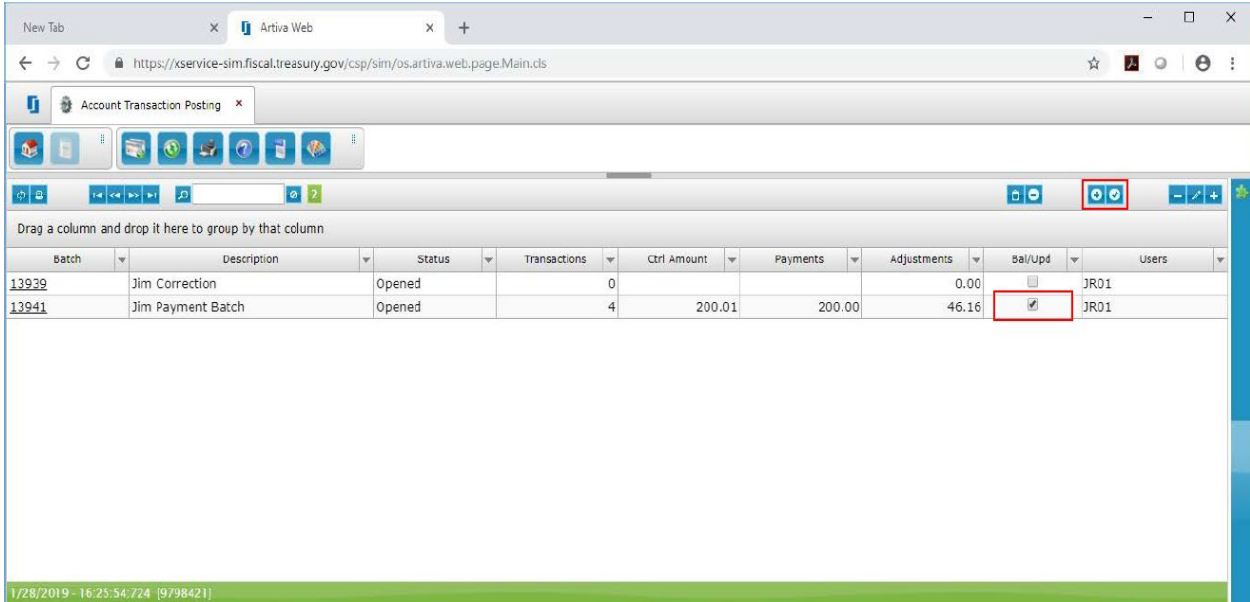 New Tab
Artiva Web
https://xservice-sim.fiscal.treasury.gov/csp/sim/os.artiva.web.page.Main.cls
Account Transaction Posting
2
Drag a column and drop it here to group by that column
Batch Description Status Transactions Ctrl Amount Payments Adjustments Bal/Upd Users
13939 Jim Correction Opened 0 0.00 JR01
13941 Jim Payment Batch Opened 4 200.01 200.00 46.16 JR01
1/28/2019 - 16:25:54;724 [9798421]